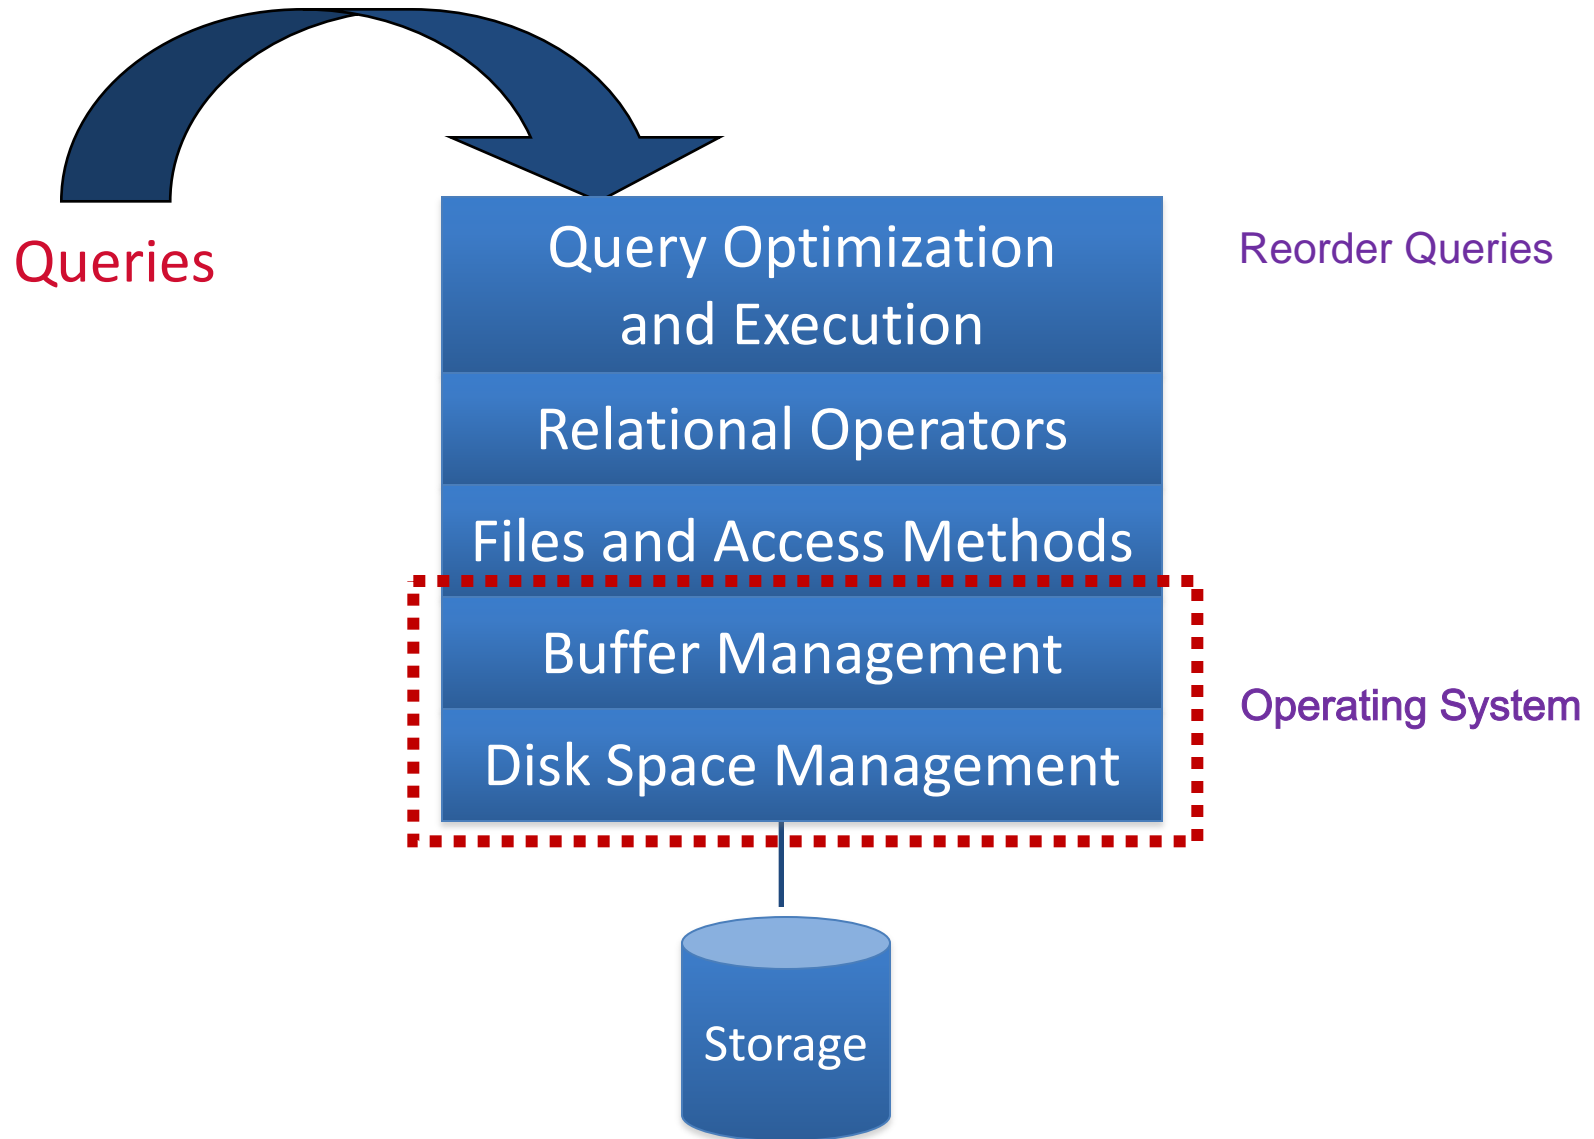 Queries
Query Optimization
and Execution
Reorder Queries
Relational Operators
Files and Access Methods
Buffer Management
Operating System
Disk Space Management
Storage